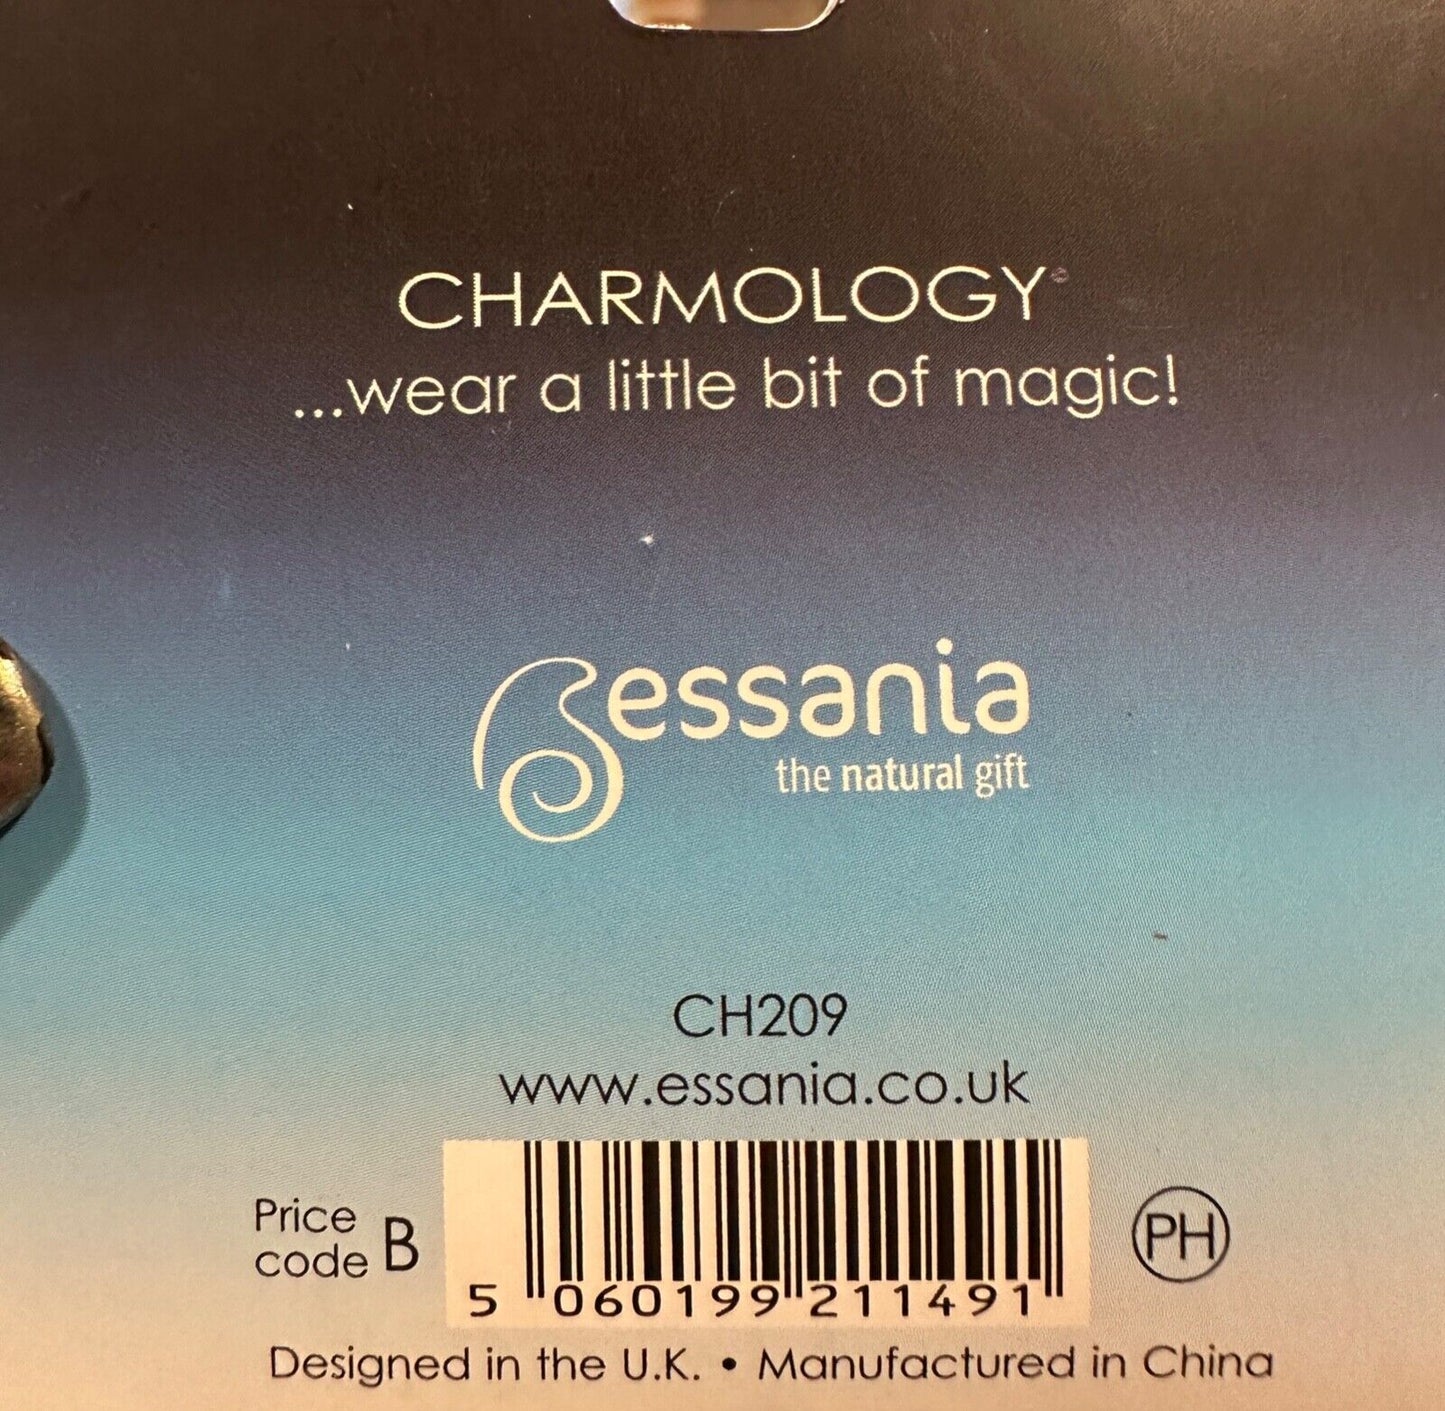 CHARMOLOGY®
...wear a little bit of magic!
essania
the natural gift
CH209
www.essania.co.uk
Price
code B
5 060199 211491
PH
Designed in the U.K. • Manufactured in China